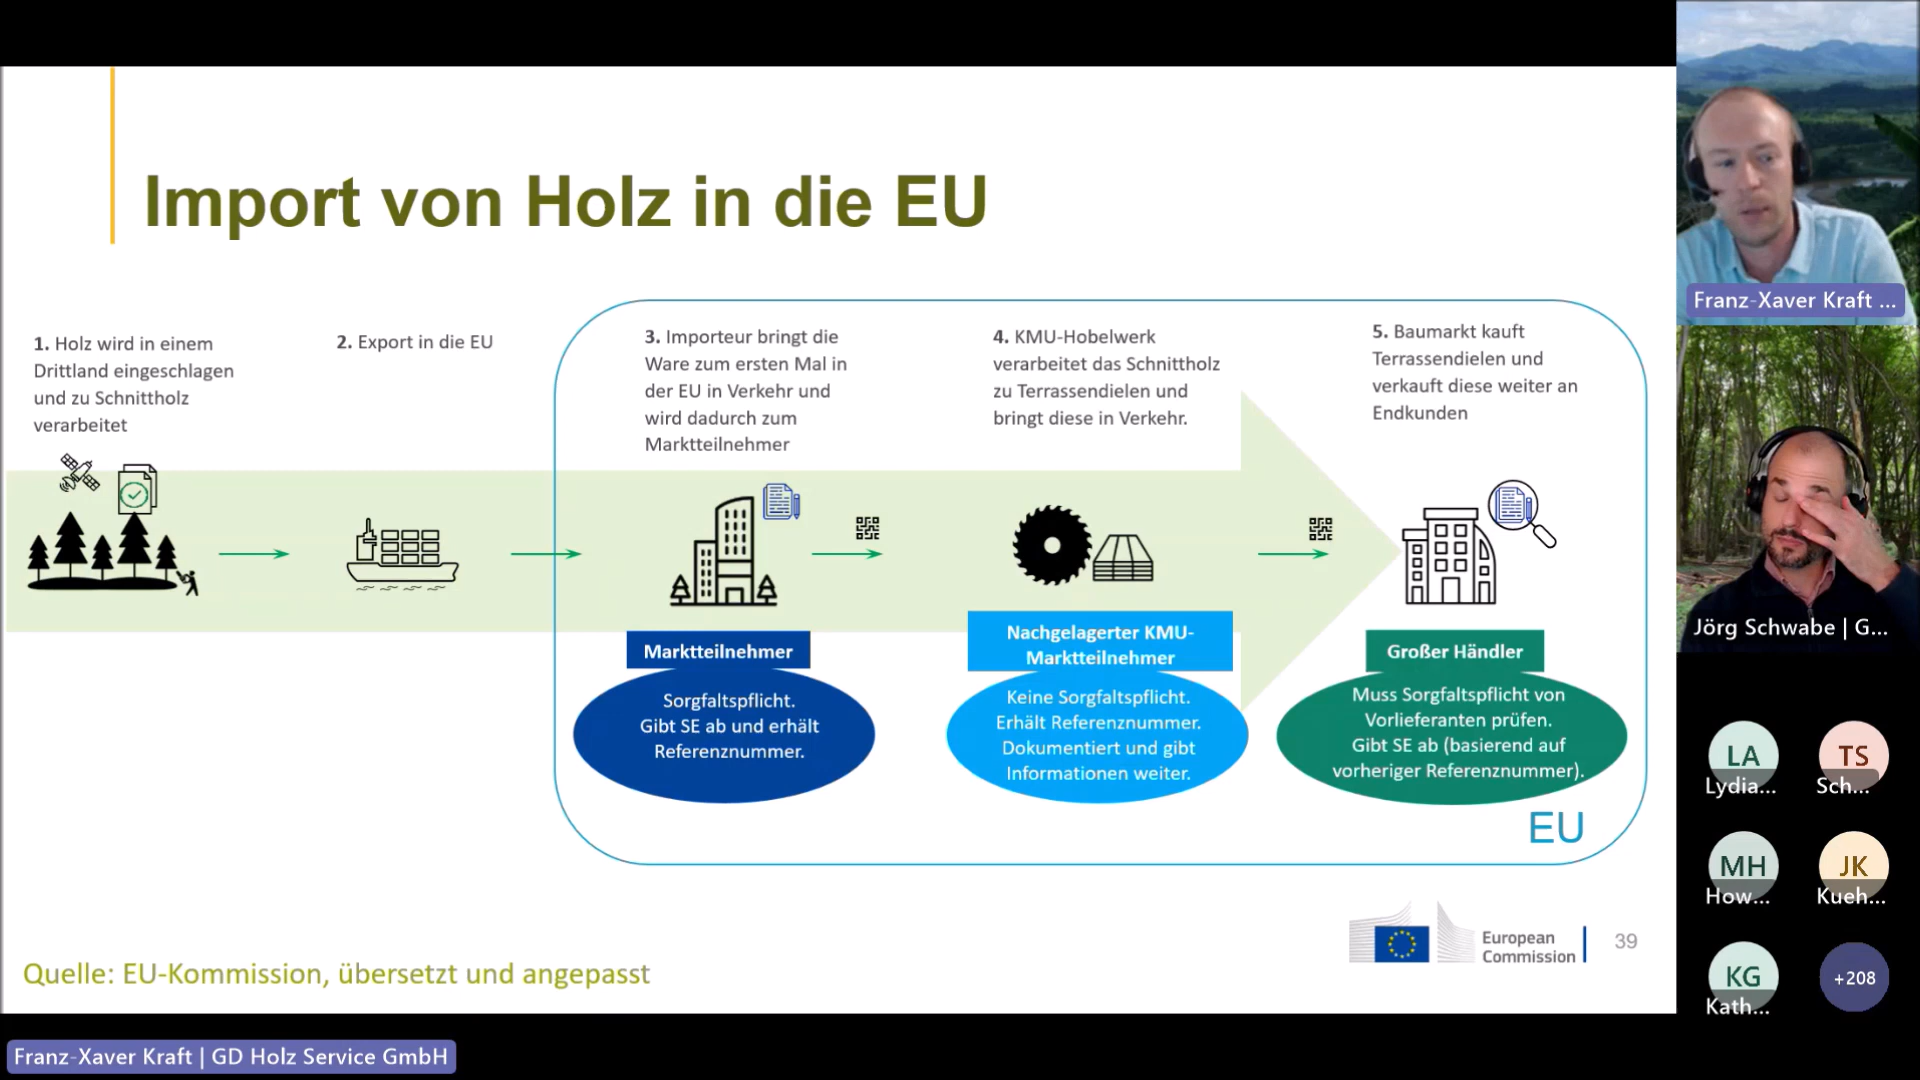 Import von Holz in die EU
1. Holz wird in einem
Drittland eingeschlagen
und zu Schnittholz
verarbeitet
2. Export in die EU
3. Importeur bringt die
Ware zum ersten Mal in
der EU in Verkehr und
wird dadurch zum
Marktteilnehmer
4. KMU-Hobelwerk
verarbeitet das Schnittholz
zu Terrassendielen und
bringt diese in Verkehr.
5. Baumarkt kauft
Terrassendielen und
verkauft diese weiter an
Endkunden
Marktteilnehmer
Sorgfaltspflicht.
Gibt SE ab und erhält
Referenznummer.
Nachgelagerter KMU-
Marktteilnehmer
Keine Sorgfaltspflicht.
Erhält Referenznummer.
Dokumentiert und gibt
Informationen weiter.
Großer Händler
Muss Sorgfaltspflicht von
Vorlieferanten prüfen.
Gibt SE ab (basierend auf
vorheriger Referenznummer).
EU
European
Commission
39
Quelle: EU-Kommission, übersetzt und angepasst
Franz-Xaver Kraft | GD Holz Service GmbH
Franz-Xaver Kraft ...
Jörg Schwabe | G...
LA
Lydia...
TS
Sch...
MH
How...
JK
Kueh...
KG
Kath...
+208